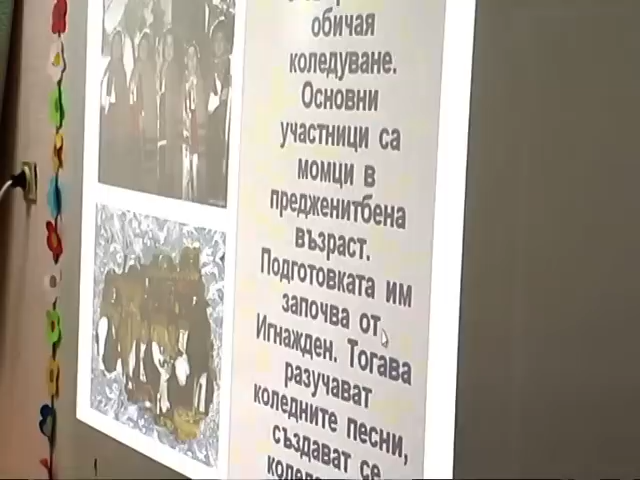 обичая
коледуване.
Основни
участници са
момци в
предженитбена
възраст.
Подготовката им
започва от
Игнажден. Тогава
разучават
коледните песни,
създават се